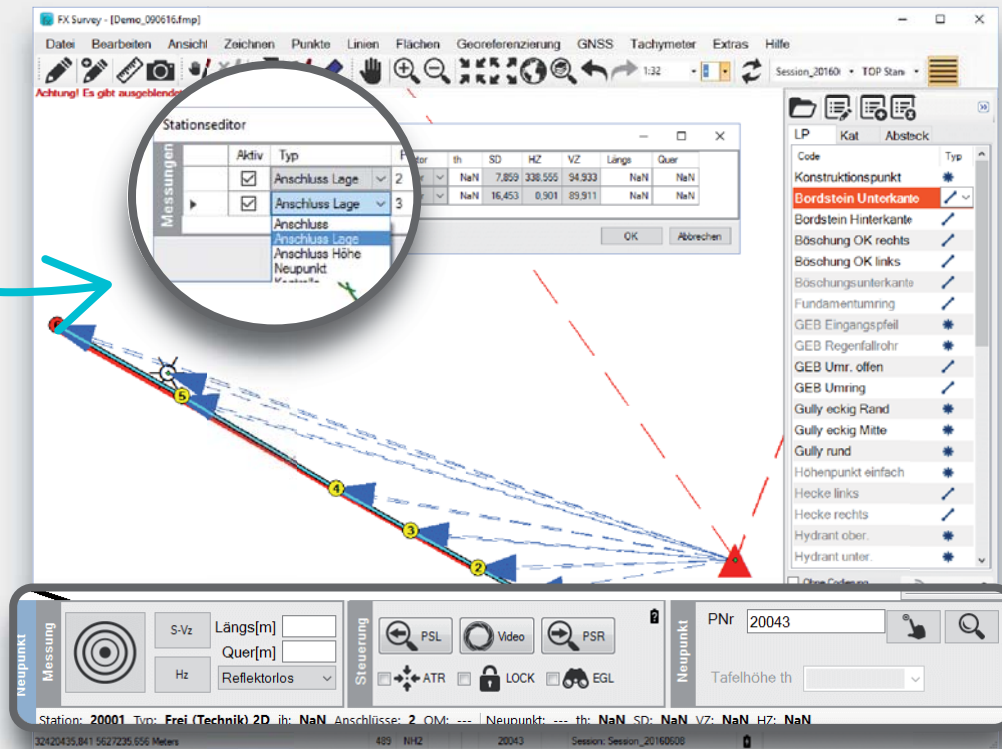 FX Survey - [Demo_090616.fmp]
Datei Bearbeiten Ansicht Zeichnen Punkte Linien Flächen Georeferenzierung GNSS Tachymeter Extras Hilfe
1:32 Session_20160 TOP Stan
Achtung! Es gibt ausgeblendet
Stationseditor
Messungen
Aktiv Typ tor th SD HZ VZ Längs Quer
Anschluss Lage 2 NaN 7,859 338,555 94,933 NaN NaN
Anschluss Lage 3 NaN 16,453 0,901 89,911 NaN NaN
Anschluss
Anschluss Lage
Anschluss Höhe
Neupunkt
OK Abbrechen
LP Kat Absteck
Code Typ
Konstruktionspunkt
Bordstein Unterkante
Bordstein Hinterkante
Böschung OK rechts
Böschung OK links
Böschungsunterkante
Fundamentumring
GEB Eingangspfeil
GEB Regenfallrohr
GEB Umr. offen
GEB Umring
Gully eckig Rand
Gully eckig Mitte
Gully rund
Höhenpunkt einfach
Hecke links
Hecke rechts
Hydrant ober.
Hydrant unter.
Ohne Codierung
6
5
4
3
2
Neupunkt
Messung
S-Vz
Hz
Längs[m]
Quer[m]
Reflektorlos
Steuerung
PSL Video PSR
ATR LOCK EGL
Neupunkt
PNr 20043
Tafelhöhe th
Station: 20001 Typ: Frei (Technik) 2D ih: NaN Anschlüsse: 2 OM: --- Neupunkt: --- th: NaN SD: NaN VZ: NaN HZ: NaN
32420435,841 5627235,656 Meters 489 NH2 20043 Session: Session_20160608